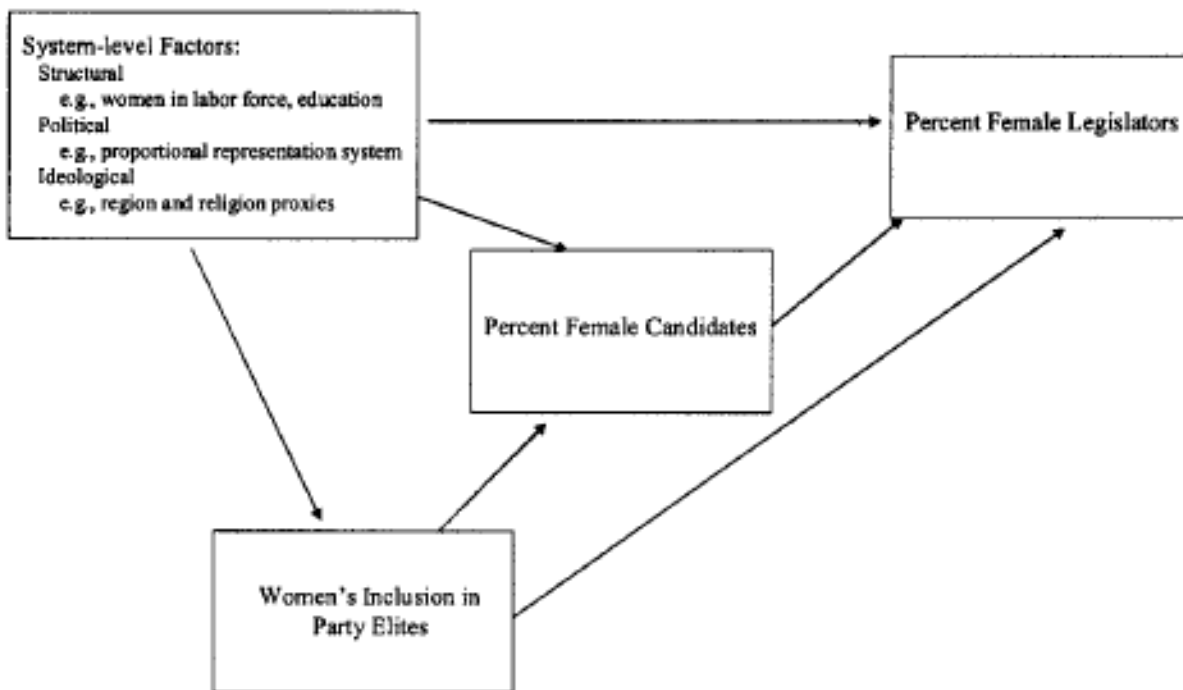 System-level Factors:
Structural
e.g., women in labor force, education
Political
e.g., proportional representation system
Ideological
e.g., region and religion proxies
Percent Female Legislators
Percent Female Candidates
Women's Inclusion in
Party Elites